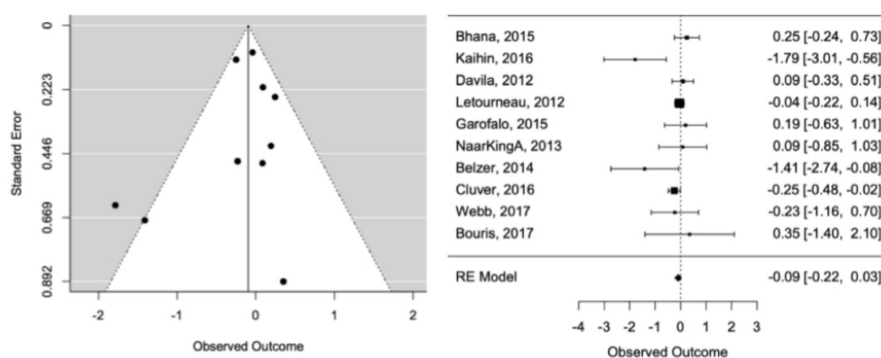 Standard Error
0
0.223
0.446
0.669
0.892
-2
-1
0
1
2
Observed Outcome
Bhana, 2015 0.25 [-0.24, 0.73]
Kaihin, 2016 -1.79 [-3.01, -0.56]
Davila, 2012 0.09 [-0.33, 0.51]
Letourneau, 2012 -0.04 [-0.22, 0.14]
Garofalo, 2015 0.19 [-0.63, 1.01]
NaarKingA, 2013 0.09 [-0.85, 1.03]
Belzer, 2014 -1.41 [-2.74, -0.08]
Cluver, 2016 -0.25 [-0.48, -0.02]
Webb, 2017 -0.23 [-1.16, 0.70]
Bouris, 2017 0.35 [-1.40, 2.10]
RE Model -0.09 [-0.22, 0.03]
-4 -3 -2 -1 0 1 2 3
Observed Outcome